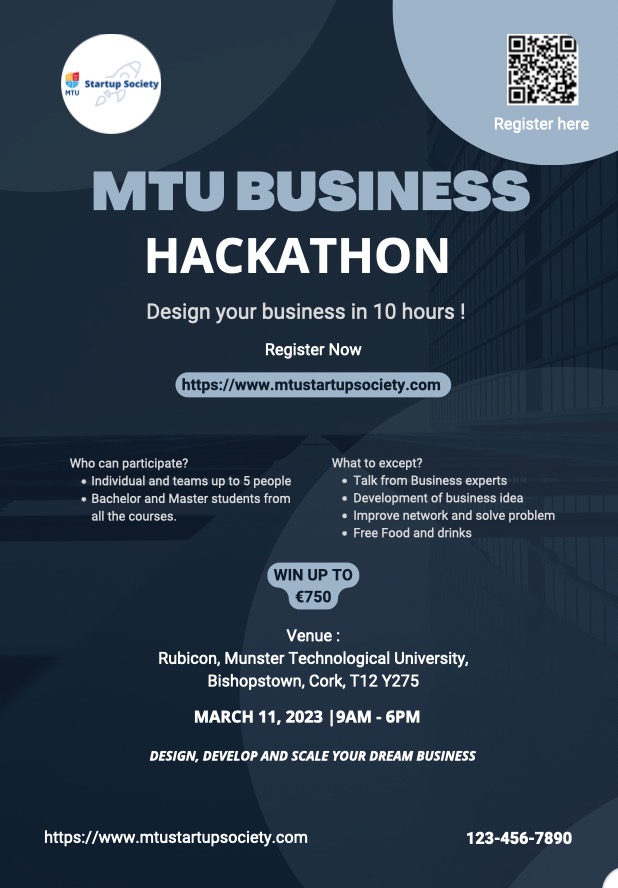 MTU
Startup Society
Register here
MTU BUSINESS
HACKATHON
Design your business in 10 hours !
Register Now
https://www.mtustartupsociety.com
Who can participate?
• Individual and teams up to 5 people
• Bachelor and Master students from
all the courses.
What to except?
• Talk from Business experts
• Development of business idea
• Improve network and solve problem
• Free Food and drinks
WIN UP TO
€750
Venue :
Rubicon, Munster Technological University,
Bishopstown, Cork, T12 Y275
MARCH 11, 2023 |9AM - 6PM
DESIGN, DEVELOP AND SCALE YOUR DREAM BUSINESS
https://www.mtustartupsociety.com
123-456-7890